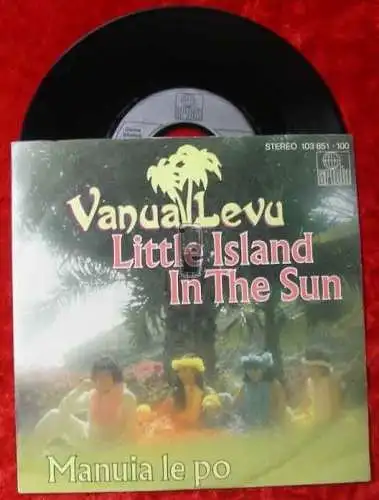 STEREO 103 851 - 100
ARIOLA
Vanua Levu
Little Island
In The Sun
Manuia le po